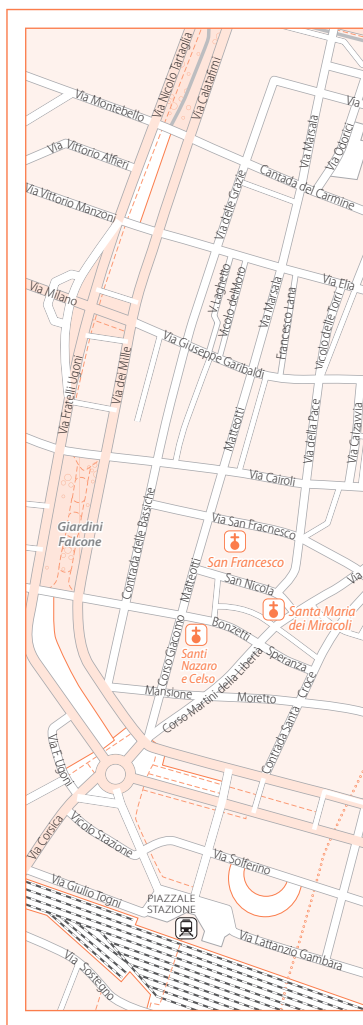 Via Nicolo Tartaglia
Via Calatafimi
Via Montebello
Via Marsala
Via Odorici
Via Vittorio Alfieri
Cantada del Carmine
Via delle Grazie
Via Vittorio Manzoni
V. Laghetto
Vicolo delMoro
Via Marsala
Francesco Lana
Via Elia
Vicolo delle Torri
Via Milano
Via Giuseppe Garibaldi
Via Fratelli Ugoni
Via dei Mille
Matteotti
Via della Pace
Via Calzavvia
Via Cairoli
Contrada delle Bassiche
Via San Fracnesco
Giardini
Falcone
San Francesco
Matteotti
San Nicola
Via
Santa Maria
dei Miracoli
Bonzetti
Speranza
Corso Giacomo
Santi
Nazaro
e Celso
Mansione
Moretto
Corso Martini della Libertà
Contrada Santa
Croce
Via F. Ugoni
Via Corsica
Vicolo Stazione
Via Solferino
Via Giulio Togni
PIAZZALE
STAZIONE
Via Lattanzio Gambara
Via Sostegno